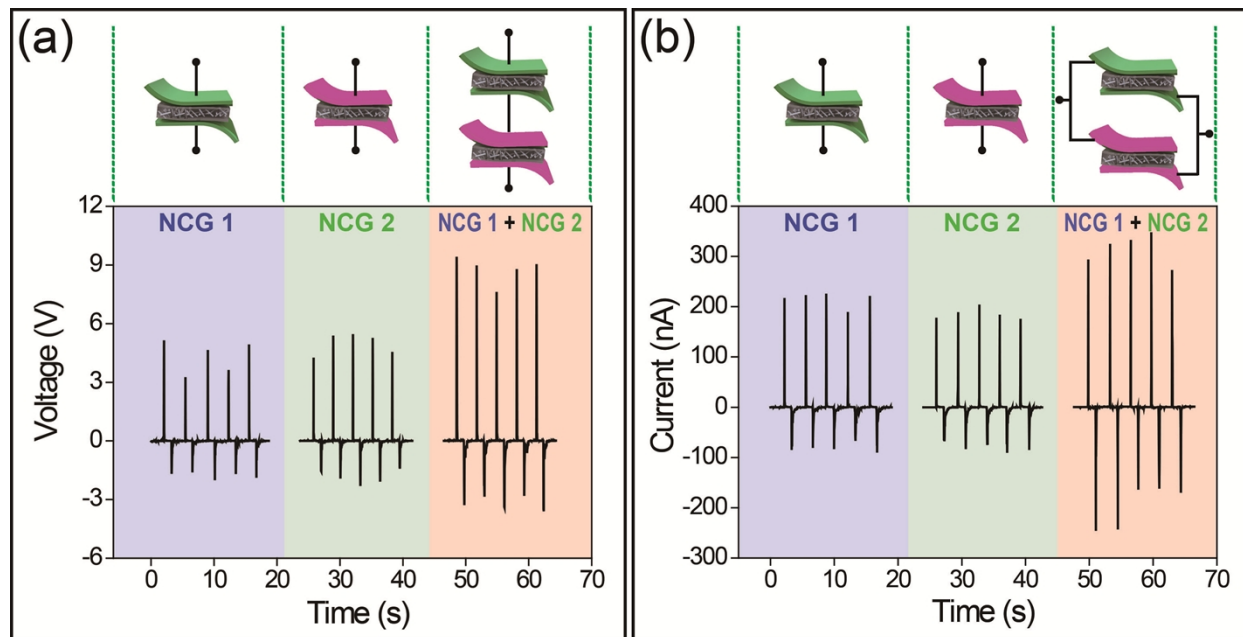 (a)
NCG 1
NCG 2
NCG 1 + NCG 2
12
9
6
3
0
-3
-6
Voltage (V)
0
10
20
30
40
50
60
70
Time (s)
(b)
NCG 1
NCG 2
NCG 1 + NCG 2
400
300
200
100
0
-100
-200
-300
Current (nA)
0
10
20
30
40
50
60
70
Time (s)